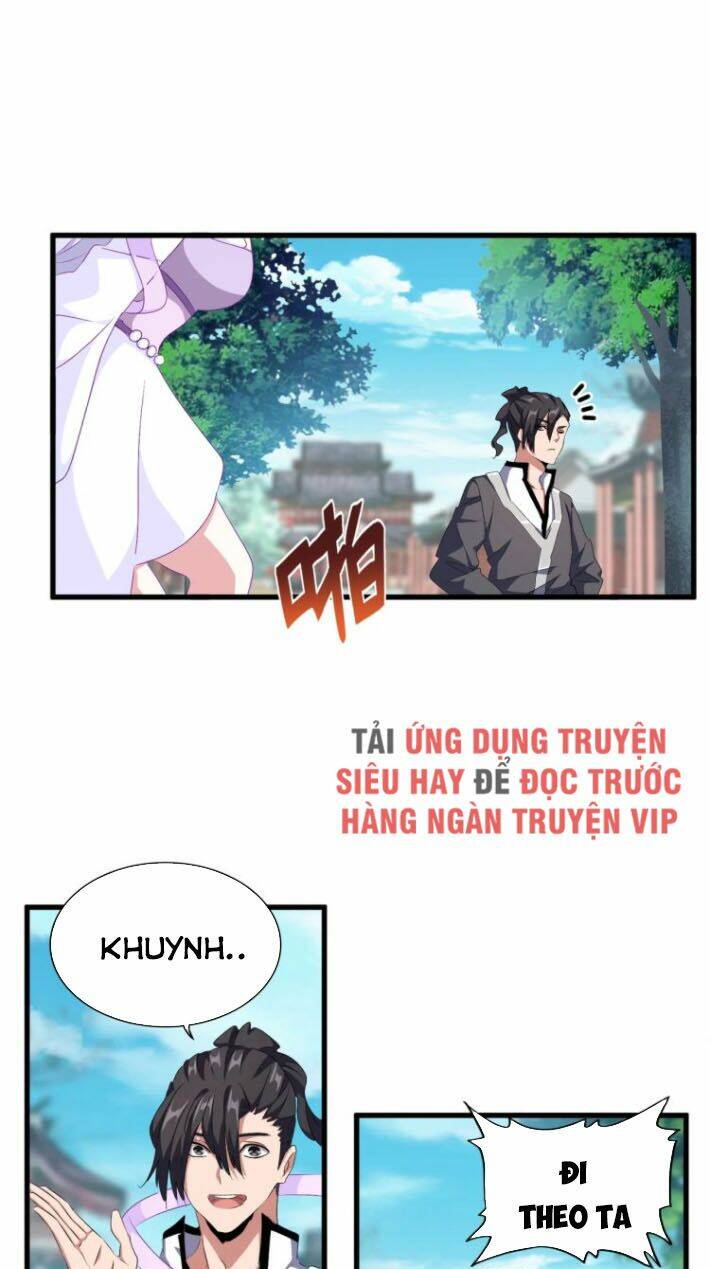 啪
TẢI ỨNG DỤNG TRUYỆN
SIÊU HAY ĐỂ ĐỌC TRƯỚC
HÀNG NGÀN TRUYỆN VIP
KHUYNH..
ĐI
THEO TA